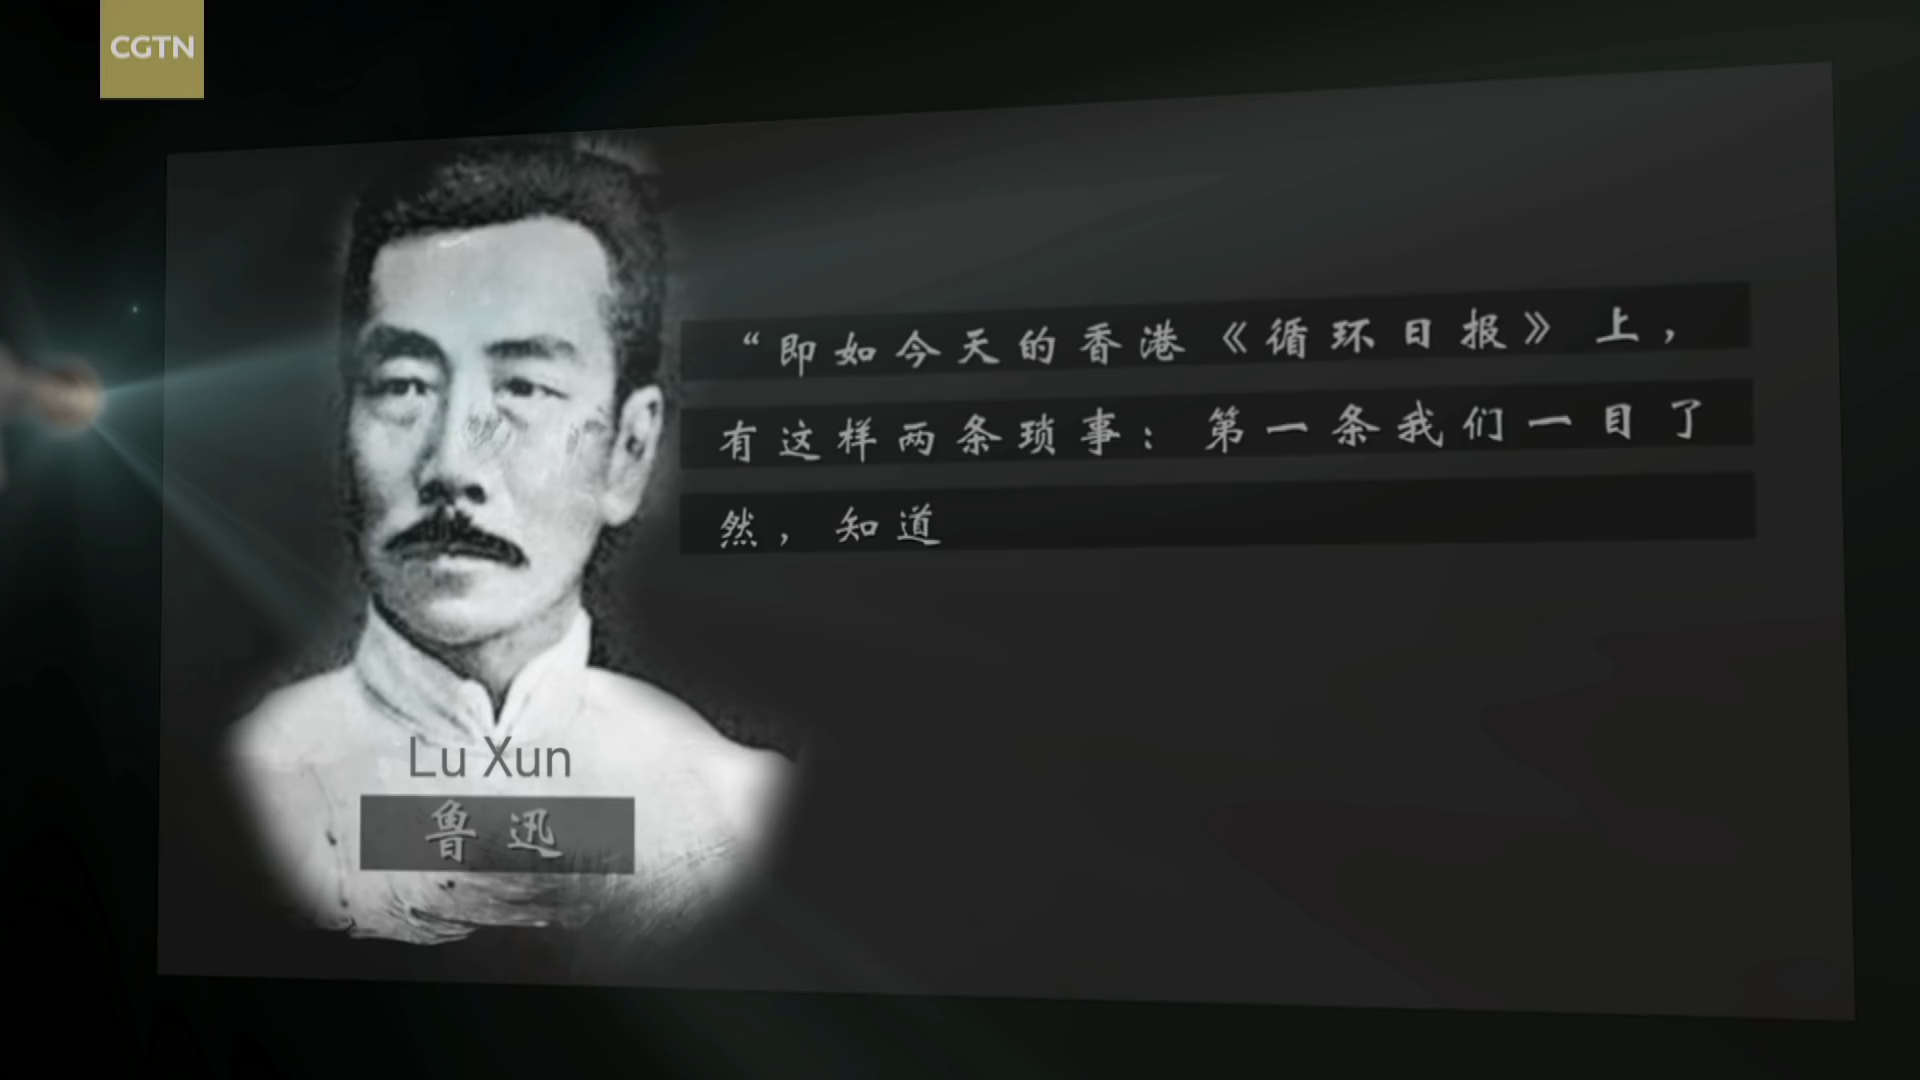 CGTN
“即如今天的香港《循环日报》上，
有这样两条琐事：第一条我们一目了
然，知道
Lu Xun
鲁迅